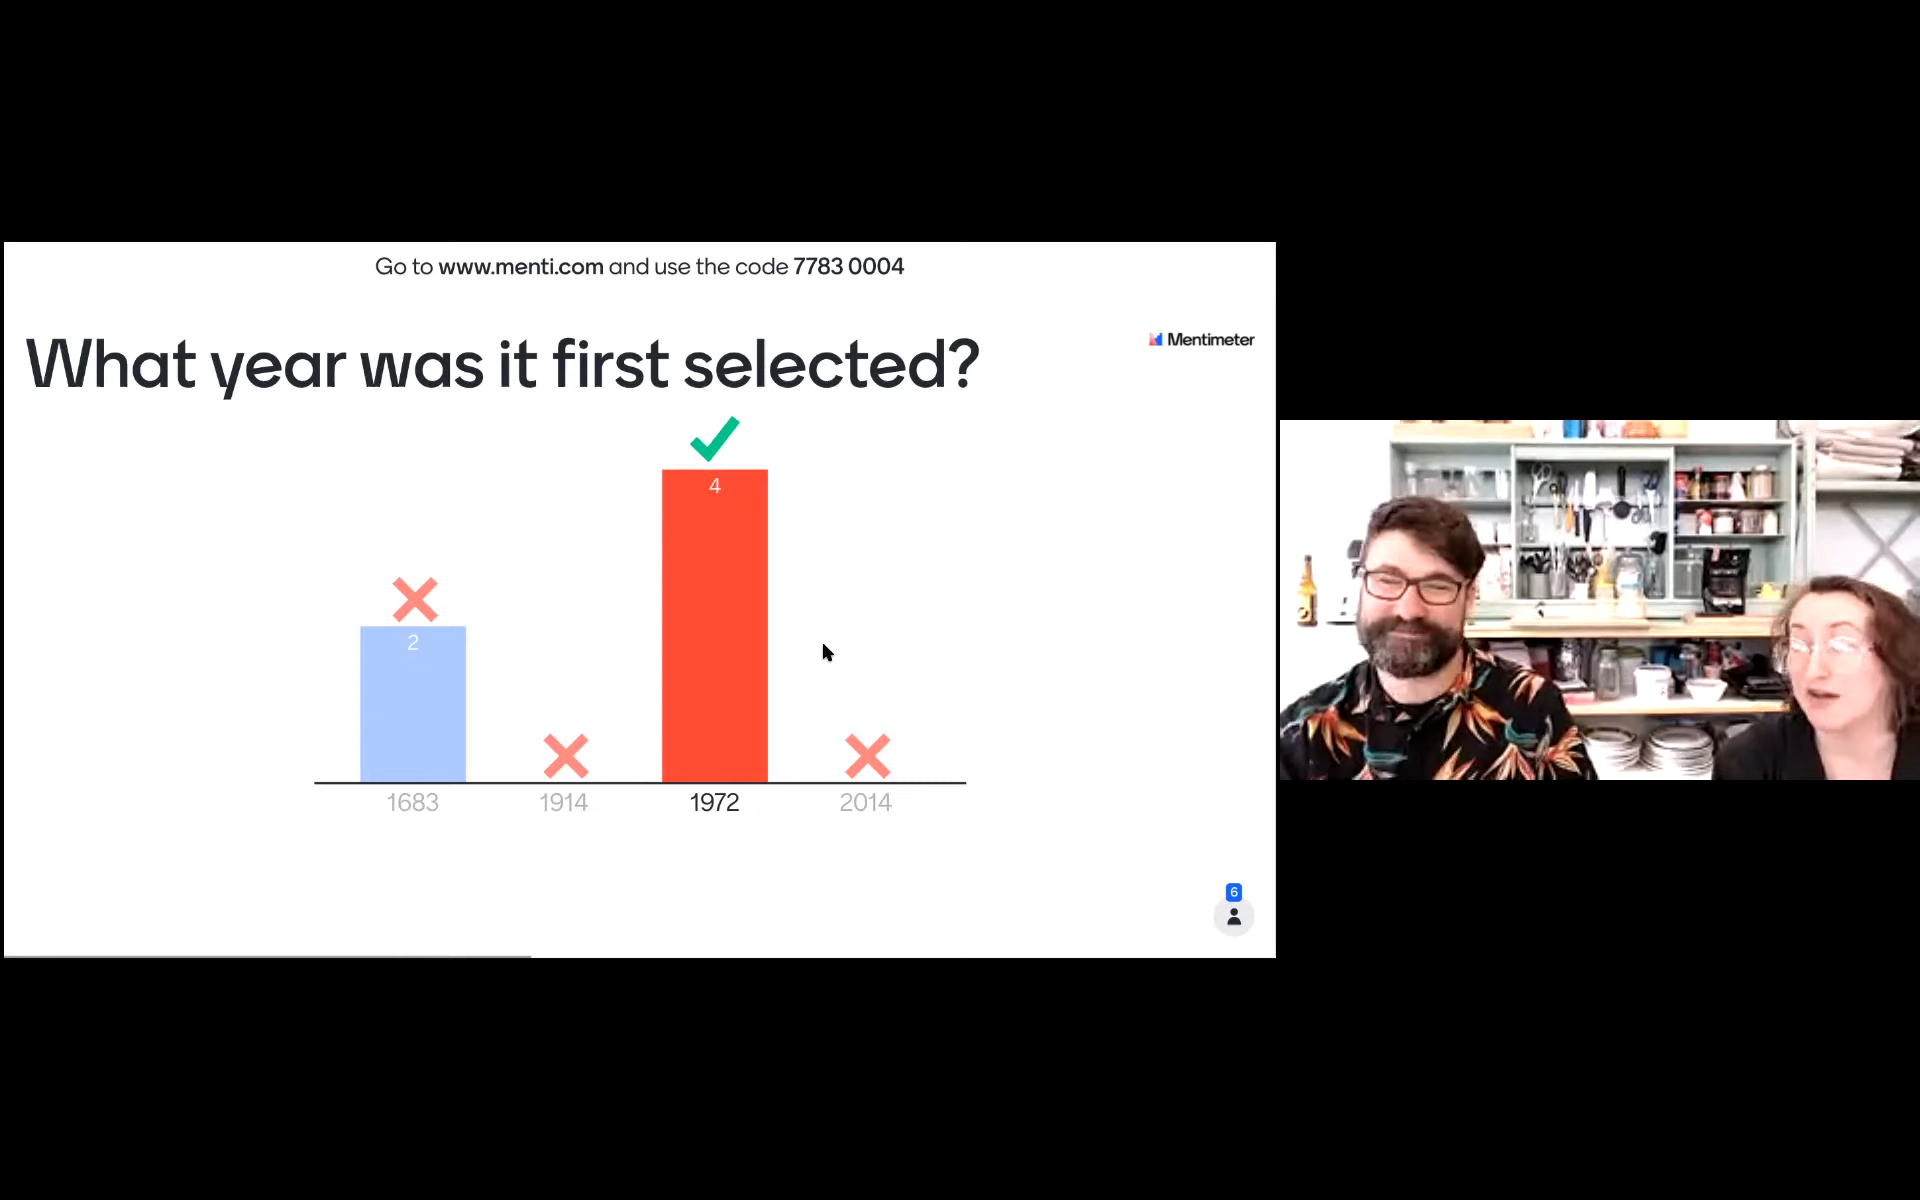 Go to www.menti.com and use the code 7783 0004
What year was it first selected?
Mentimeter
4
2
1683
1914
1972
2014
6